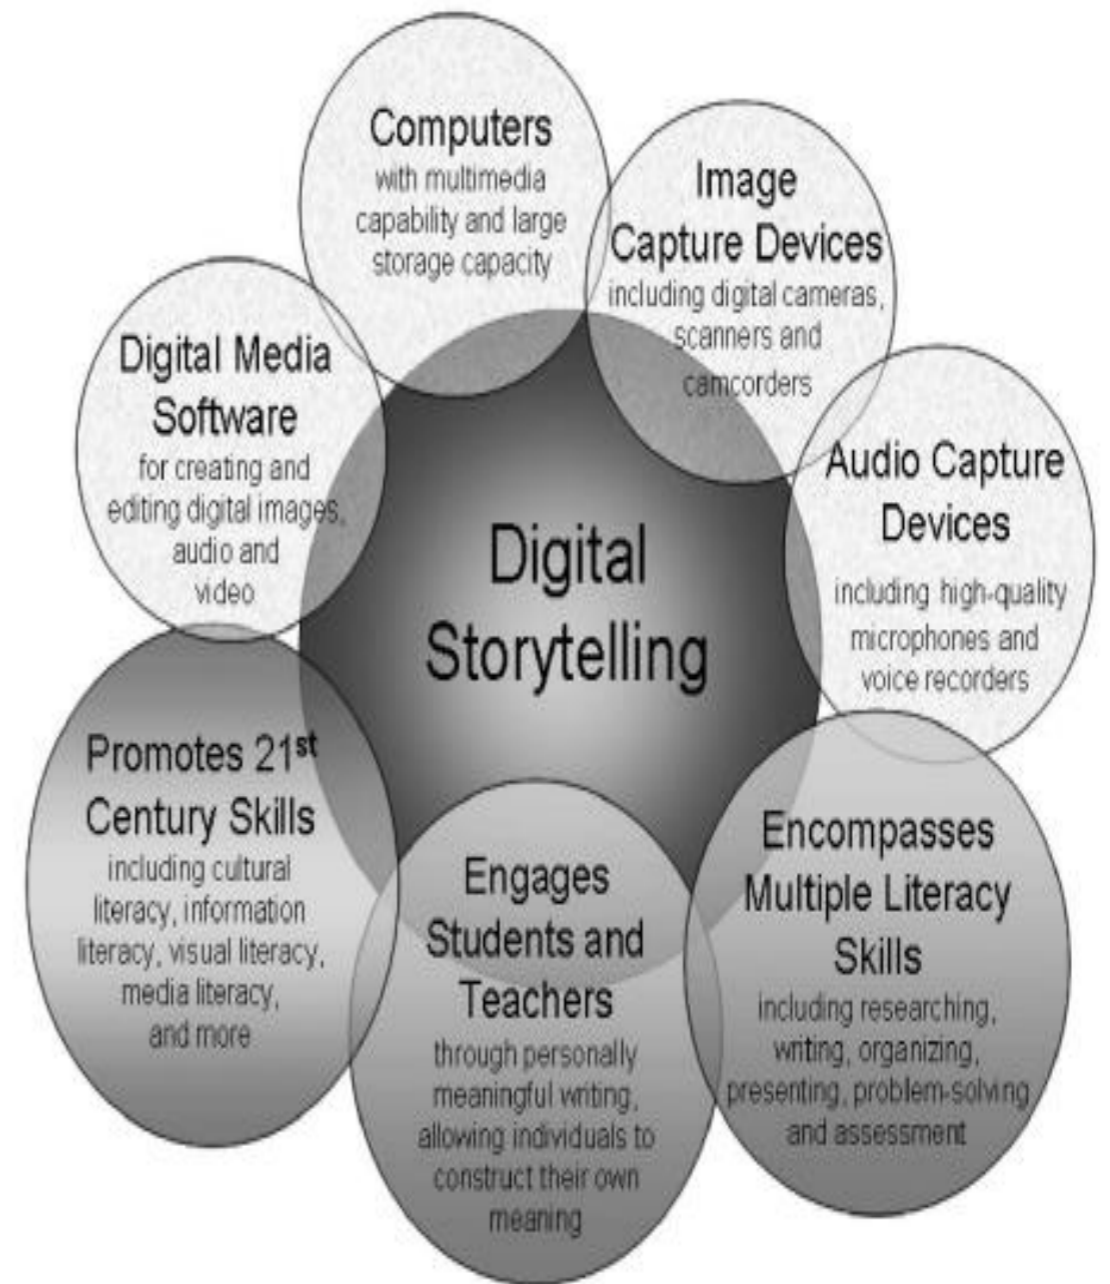 Computers
with multimedia
capability and large
storage capacity
Image
Capture Devices
including digital cameras,
scanners and
camcorders
Digital Media
Software
for creating and
editing digital images,
audio and
video
Audio Capture
Devices
including high-quality
microphones and
voice recorders
Digital
Storytelling
Promotes 21st
Century Skills
including cultural
literacy, information
literacy, visual literacy,
media literacy,
and more
Engages
Students and
Teachers
through personally
meaningful writing,
allowing individuals to
construct their own
meaning
Encompasses
Multiple Literacy
Skills
including researching,
writing, organizing,
presenting, problem-solving
and assessment